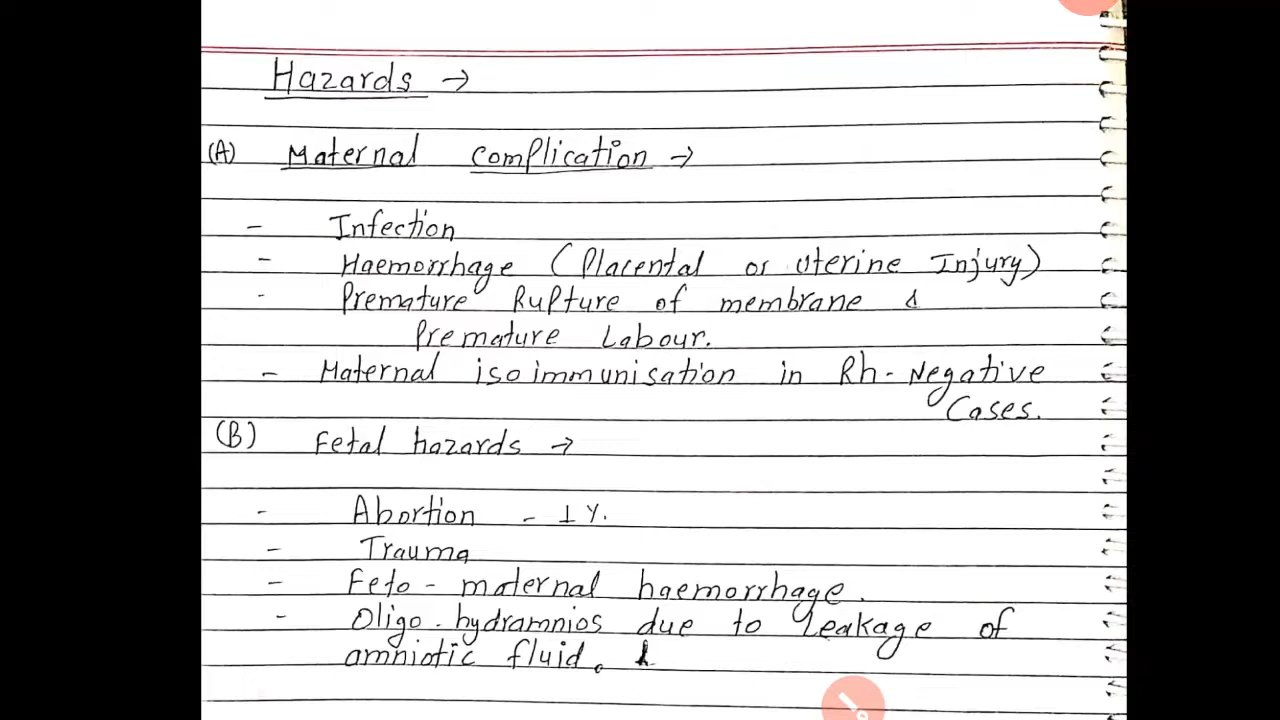 Hazards →
(A) Maternal complication →
- Infection
- Haemorrhage (Placental or Uterine Injury)
- Premature Rupture of membrane &
Premature Labour.
- Maternal isoimmunisation in Rh-Negative
Cases.
(B) Fetal hazards →
- Abortion - 1%.
- Trauma
- Feto-maternal haemorrhage.
- Oligo-hydramnios due to Leakage of
amniotic fluid.